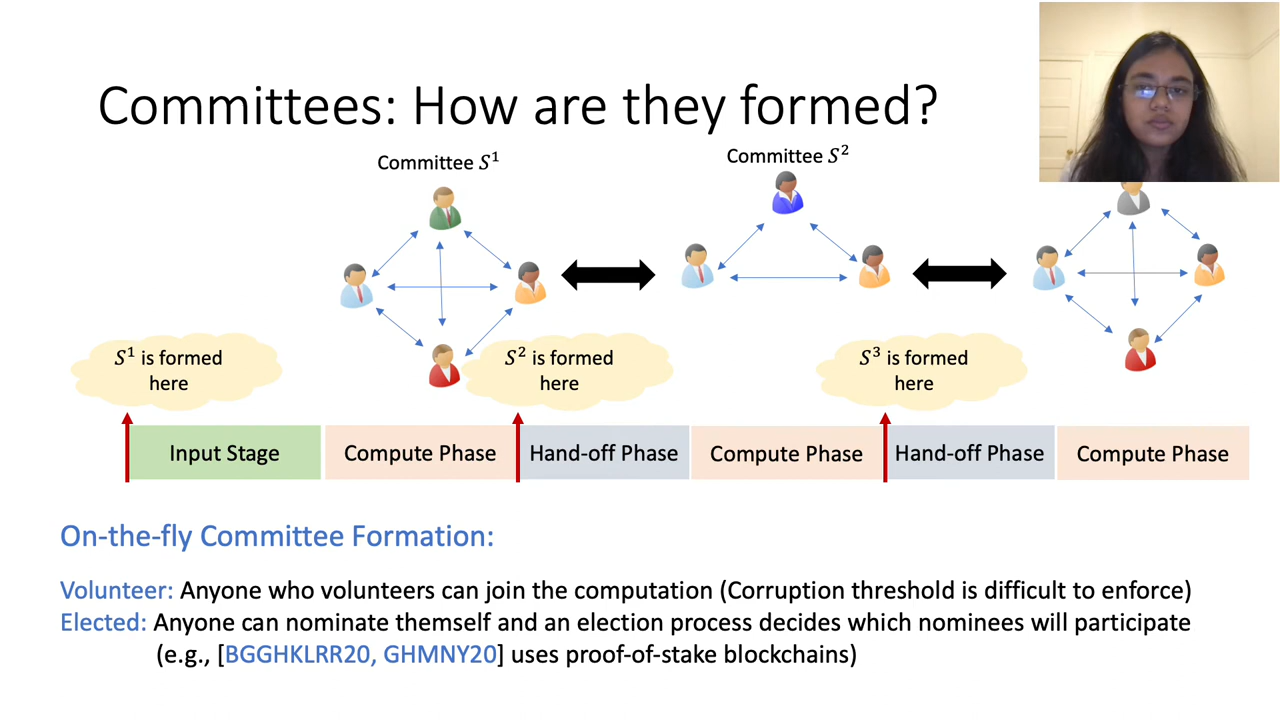 Committees: How are they formed?
Committee S¹
Committee S²
S¹ is formed
here
S² is formed
here
S³ is formed
here
Input Stage
Compute Phase
Hand-off Phase
Compute Phase
Hand-off Phase
Compute Phase
On-the-fly Committee Formation:
Volunteer: Anyone who volunteers can join the computation (Corruption threshold is difficult to enforce)
Elected: Anyone can nominate themself and an election process decides which nominees will participate
(e.g., [BGGHKLRR20, GHMNY20] uses proof-of-stake blockchains)